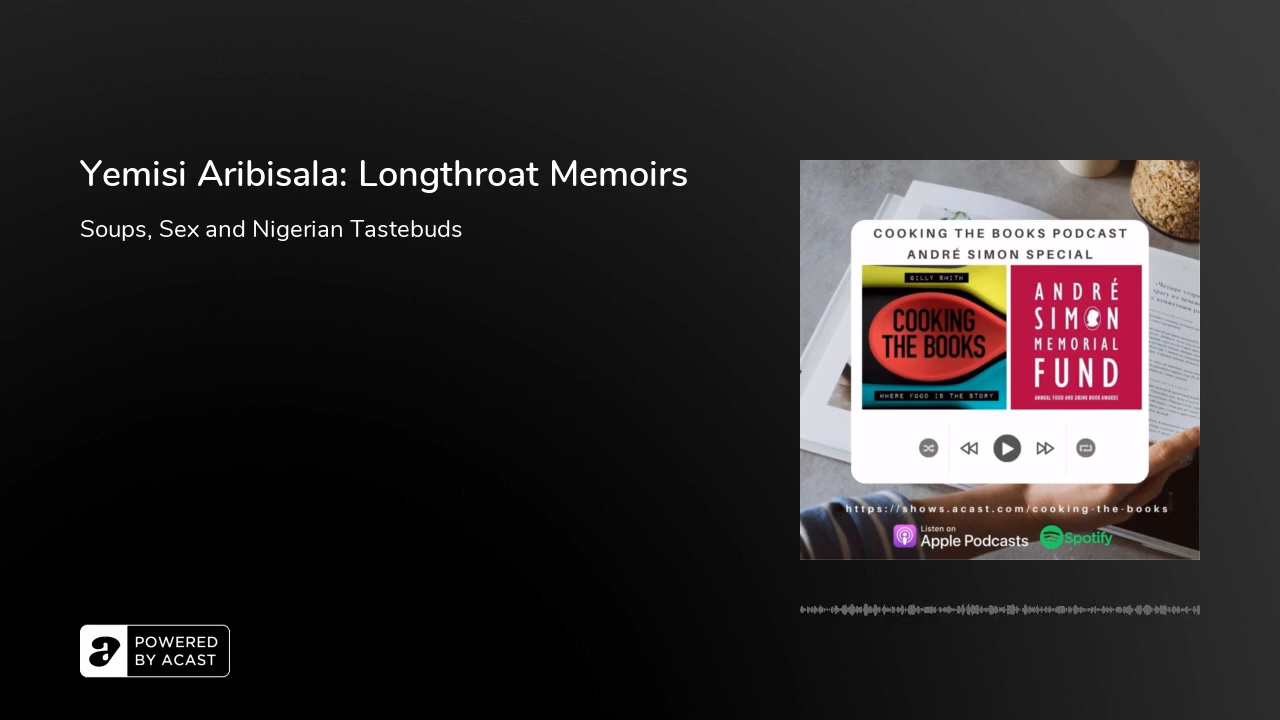 Yemisi Aribisala: Longthroat Memoirs
Soups, Sex and Nigerian Tastebuds
COOKING THE BOOKS PODCAST
ANDRÉ SIMON SPECIAL
GILLY SMITH
COOKING
THE BOOKS
WHERE FOOD IS THE STORY
ANDRÉ
SIMON
MEMORIAL
FUND
ANNUAL FOOD AND DRINK BOOK AWARDS
https://shows.acast.com/cooking-the-books
Listen on
Apple Podcasts
Spotify
a POWERED
BY ACAST